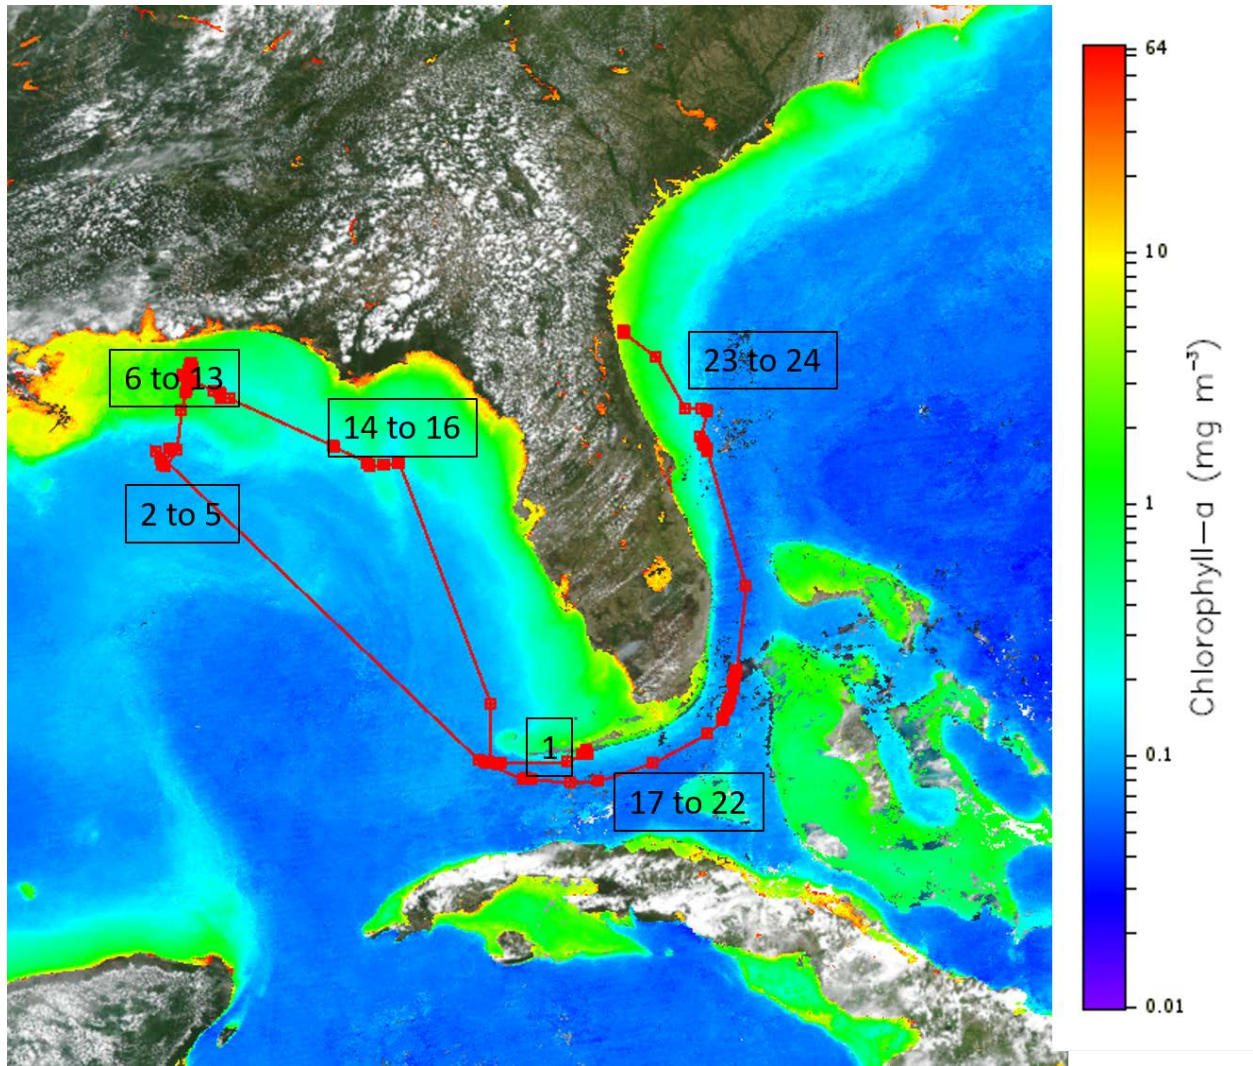 6 to 13
14 to 16
2 to 5
23 to 24
1
17 to 22
64
10
1
0.1
0.01
Chlorophyll-a (mg m⁻³)